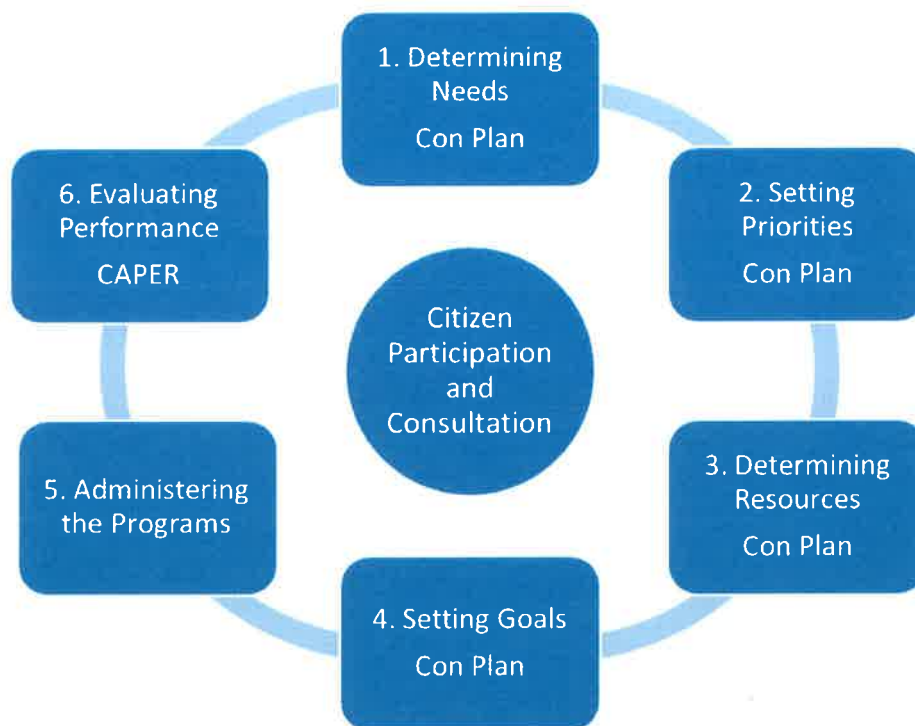 1. Determining
Needs
Con Plan
2. Setting
Priorities
Con Plan
3. Determining
Resources
Con Plan
4. Setting Goals
Con Plan
5. Administering
the Programs
6. Evaluating
Performance
CAPER
Citizen
Participation
and
Consultation